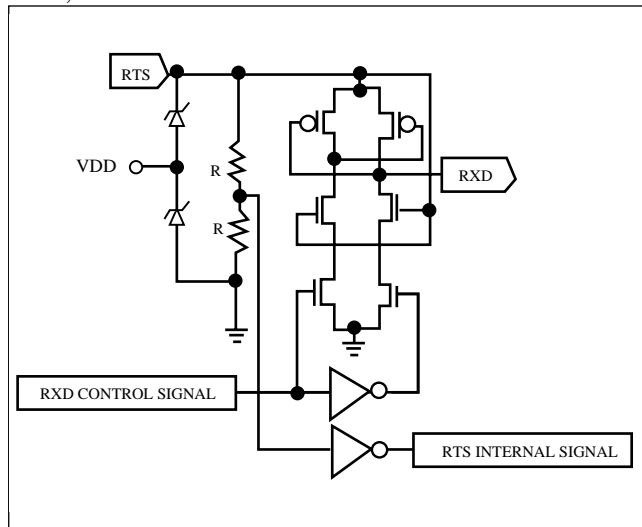 RTS
VDD
R
RXD
R
RXD CONTROL SIGNAL
RTS INTERNAL SIGNAL